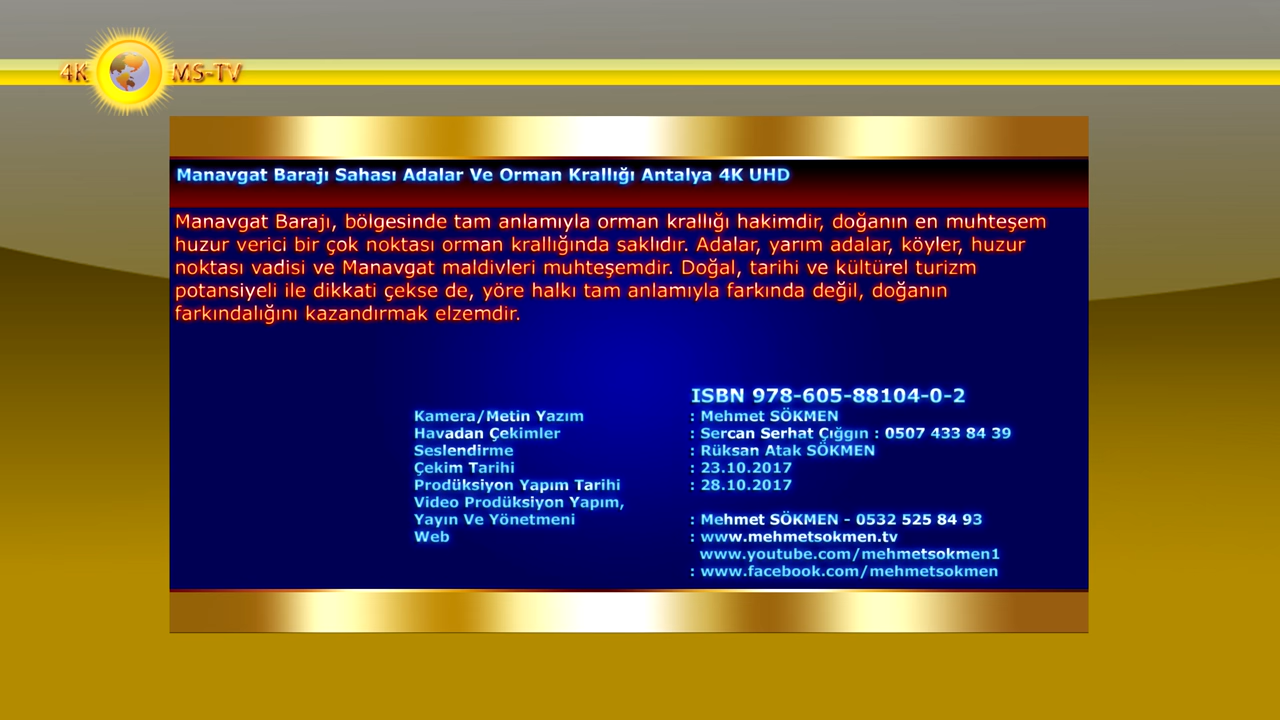 4K MS-TV
Manavgat Barajı Sahası Adalar Ve Orman Krallığı Antalya 4K UHD
Manavgat Barajı, bölgesinde tam anlamıyla orman krallığı hakimdir, doğanın en muhteşem
huzur verici bir çok noktası orman krallığında saklıdır. Adalar, yarım adalar, köyler, huzur
noktası vadisi ve Manavgat maldivleri muhteşemdir. Doğal, tarihi ve kültürel turizm
potansiyeli ile dikkati çekse de, yöre halkı tam anlamıyla farkında değil, doğanın
farkındalığını kazandırmak elzemdir.
ISBN 978-605-88104-0-2
Kamera/Metin Yazım : Mehmet SÖKMEN
Havadan Çekimler : Sercan Serhat Çığgın : 0507 433 84 39
Seslendirme : Rüksan Atak SÖKMEN
Çekim Tarihi : 23.10.2017
Prodüksiyon Yapım Tarihi : 28.10.2017
Video Prodüksiyon Yapım,
Yayın Ve Yönetmeni : Mehmet SÖKMEN - 0532 525 84 93
Web : www.mehmetsokmen.tv
www.youtube.com/mehmetsokmen1
: www.facebook.com/mehmetsokmen